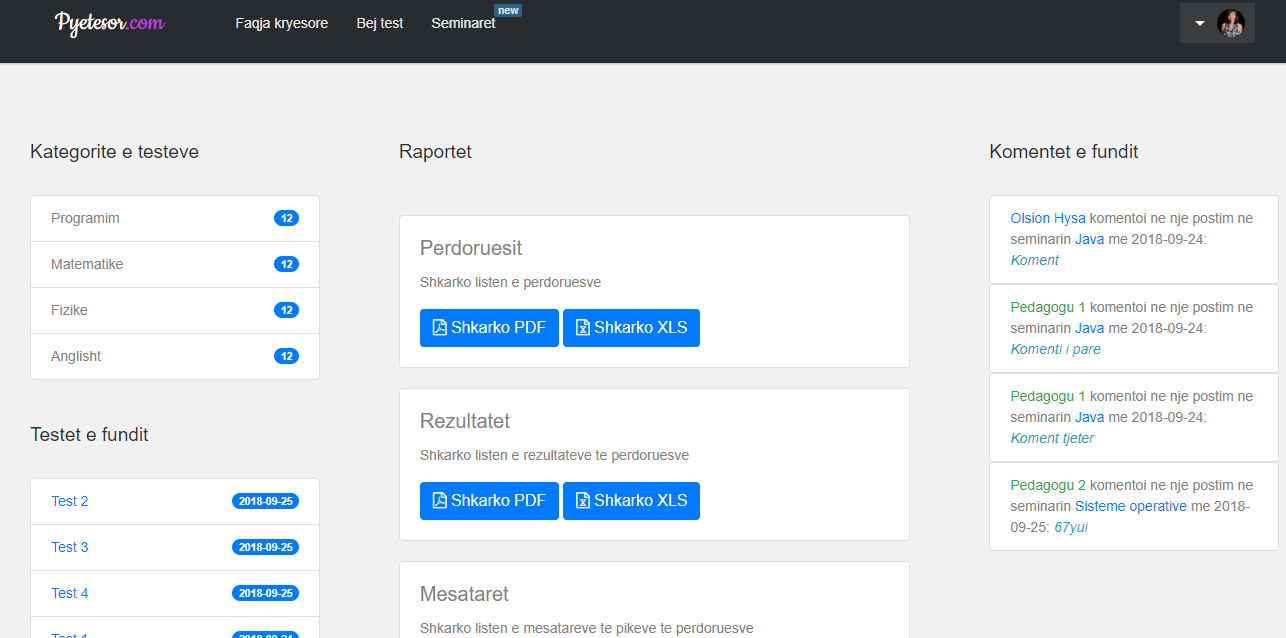 Pyetesor.com
Faqja kryesore
Bej test
Seminaret
new
Kategorite e testeve
Programim 12
Matematike 12
Fizike 12
Anglisht 12
Testet e fundit
Test 2 2018-09-25
Test 3 2018-09-25
Test 4 2018-09-25
Test 1 2018-09-24
Raportet
Perdoruesit
Shkarko listen e perdoruesve
Shkarko PDF Shkarko XLS
Rezultatet
Shkarko listen e rezultateve te perdoruesve
Shkarko PDF Shkarko XLS
Mesataret
Shkarko listen e mesatareve te pikeve te perdoruesve
Komentet e fundit
Olsion Hysa komentoi ne nje postim ne
seminarin Java me 2018-09-24:
Koment
Pedagogu 1 komentoi ne nje postim ne
seminarin Java me 2018-09-24:
Komenti i pare
Pedagogu 1 komentoi ne nje postim ne
seminarin Java me 2018-09-24:
Koment tjeter
Pedagogu 2 komentoi ne nje postim ne
seminarin Sisteme operative me 2018-
09-25: 67yui